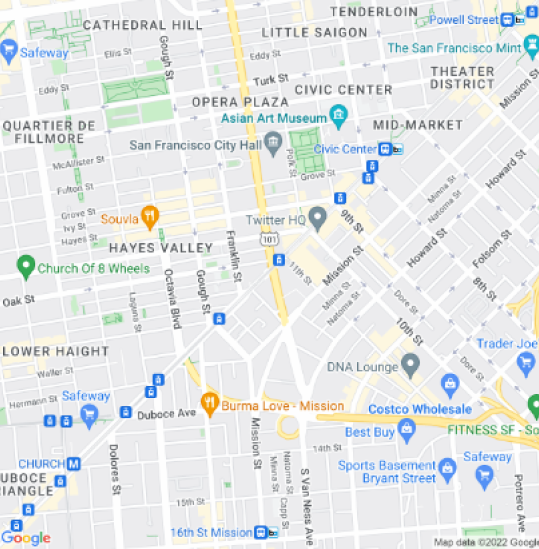 TENDERLOIN
CATHEDRAL HILL
Powell Street
LITTLE SAIGON
Safeway
Ellis St
Gough St
Eddy St
The San Francisco Mint
Turk St
THEATER
DISTRICT
Eddy St
CIVIC CENTER
OPERA PLAZA
Mission St
Asian Art Museum
QUARTIER DE
FILLMORE
MID-MARKET
San Francisco City Hall
Polk St
Civic Center
Howard St
McAllister St
Grove St
Fulton St
Minna St
Natoma St
Grove St
Souvla
Ivy St
Hayes St
Twitter HQ
9th St
HAYES VALLEY
Franklin St
101
Howard St
Folsom St
Mission St
11th St
Church Of 8 Wheels
Octavia Blvd
Gough St
8th St
Oak St
Laguna St
Minna St
Natoma St
Dore St
10th St
LOWER HAIGHT
Trader Joe
Waller St
DNA Lounge
Dore St
Hermann St
Safeway
Duboce Ave
Burma Love - Mission
Costco Wholesale
FITNESS SF - So
Best Buy
Mission St
Dolores St
14th St
CHURCH M
Natoma St
Minna St
S Van Ness Ave
Sports Basement
Bryant Street
Safeway
DUBOCE
TRIANGLE
Capp St
Potrero Ave
15th St
16th St Mission
Google
Map data ©2022 Google